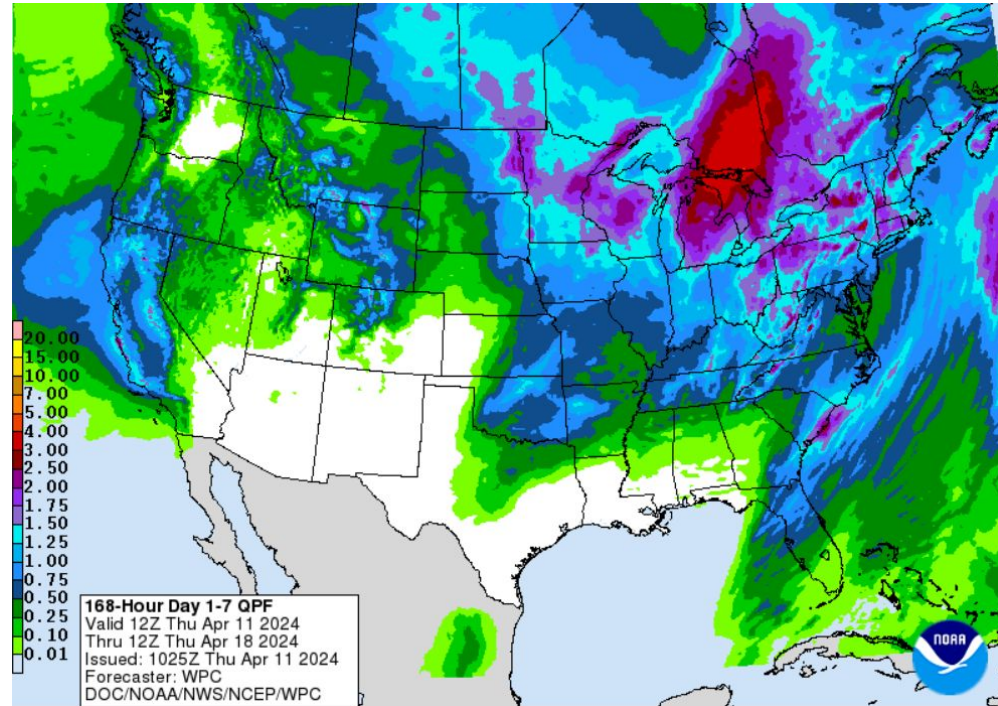 20.00
15.00
10.00
7.00
5.00
4.00
3.00
2.50
2.00
1.75
1.50
1.25
1.00
0.75
0.50
0.25
0.10
0.01
168-Hour Day 1-7 QPF
Valid 12Z Thu Apr 11 2024
Thru 12Z Thu Apr 18 2024
Issued: 1025Z Thu Apr 11 2024
Forecaster: WPC
DOC/NOAA/NWS/NCEP/WPC
NOAA